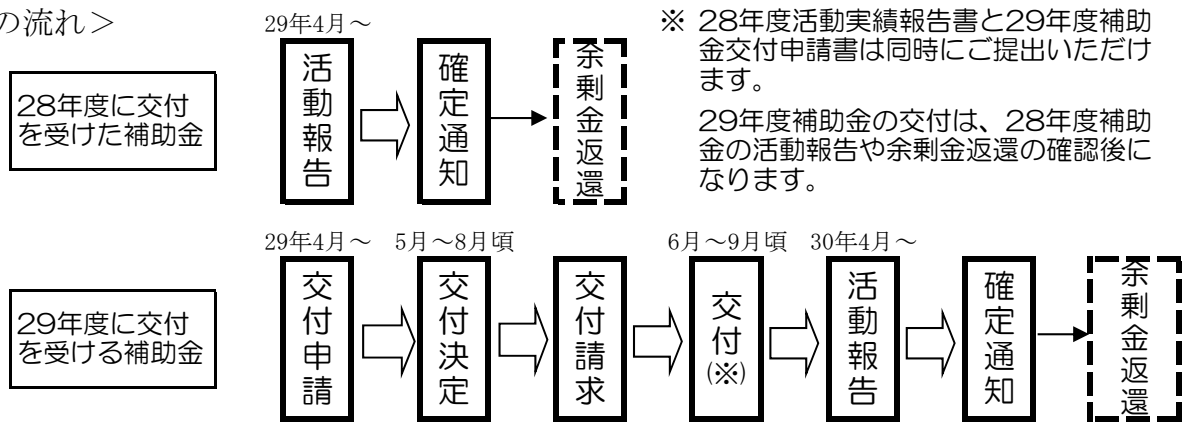 の流れ＞
29年4月～
28年度に交付
を受けた補助金
活動報告
確定通知
余剰金返還
※ 28年度活動実績報告書と29年度補助
金交付申請書は同時にご提出いただけ
ます。
29年度補助金の交付は、28年度補助
金の活動報告や余剰金返還の確認後に
なります。
29年4月～
5月～8月頃
6月～9月頃
30年4月～
29年度に交付
を受ける補助金
交付申請
交付決定
交付請求
交付(※)
活動報告
確定通知
余剰金返還